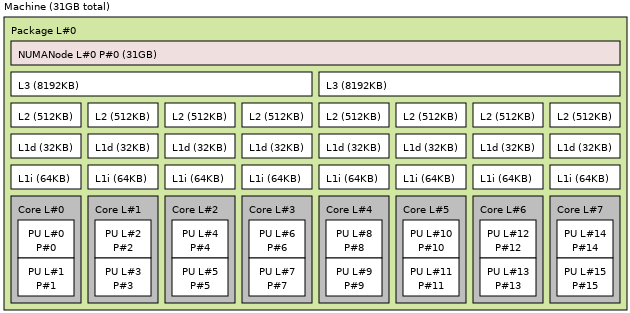 Machine (31GB total)
Package L#0
NUMANode L#0 P#0 (31GB)
L3 (8192KB) L3 (8192KB)
L2 (512KB) L2 (512KB) L2 (512KB) L2 (512KB) L2 (512KB) L2 (512KB) L2 (512KB) L2 (512KB)
L1d (32KB) L1d (32KB) L1d (32KB) L1d (32KB) L1d (32KB) L1d (32KB) L1d (32KB) L1d (32KB)
L1i (64KB) L1i (64KB) L1i (64KB) L1i (64KB) L1i (64KB) L1i (64KB) L1i (64KB) L1i (64KB)
Core L#0 Core L#1 Core L#2 Core L#3 Core L#4 Core L#5 Core L#6 Core L#7
PU L#0 PU L#2 PU L#4 PU L#6 PU L#8 PU L#10 PU L#12 PU L#14
P#0 P#2 P#4 P#6 P#8 P#10 P#12 P#14
PU L#1 PU L#3 PU L#5 PU L#7 PU L#9 PU L#11 PU L#13 PU L#15
P#1 P#3 P#5 P#7 P#9 P#11 P#13 P#15